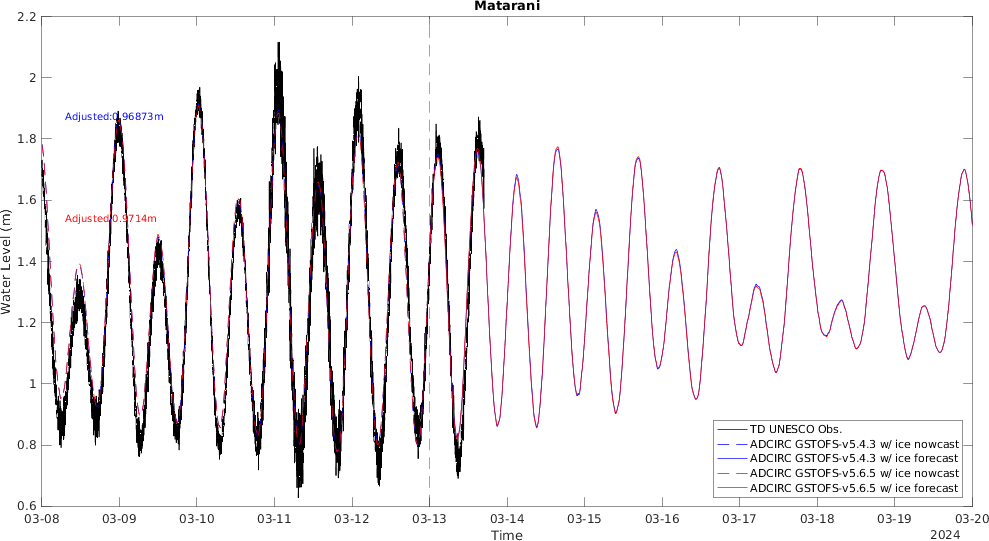 Matarani
2.2
2
1.8
1.6
1.4
1.2
1
0.8
0.6
Water Level (m)
Adjusted:0.96873m
Adjusted:0.9714m
TD UNESCO Obs.
ADCIRC GSTOFS-v5.4.3 w/ ice nowcast
ADCIRC GSTOFS-v5.4.3 w/ ice forecast
ADCIRC GSTOFS-v5.6.5 w/ ice nowcast
ADCIRC GSTOFS-v5.6.5 w/ ice forecast
03-08 03-09 03-10 03-11 03-12 03-13 03-14 03-15 03-16 03-17 03-18 03-19 03-20
Time
2024